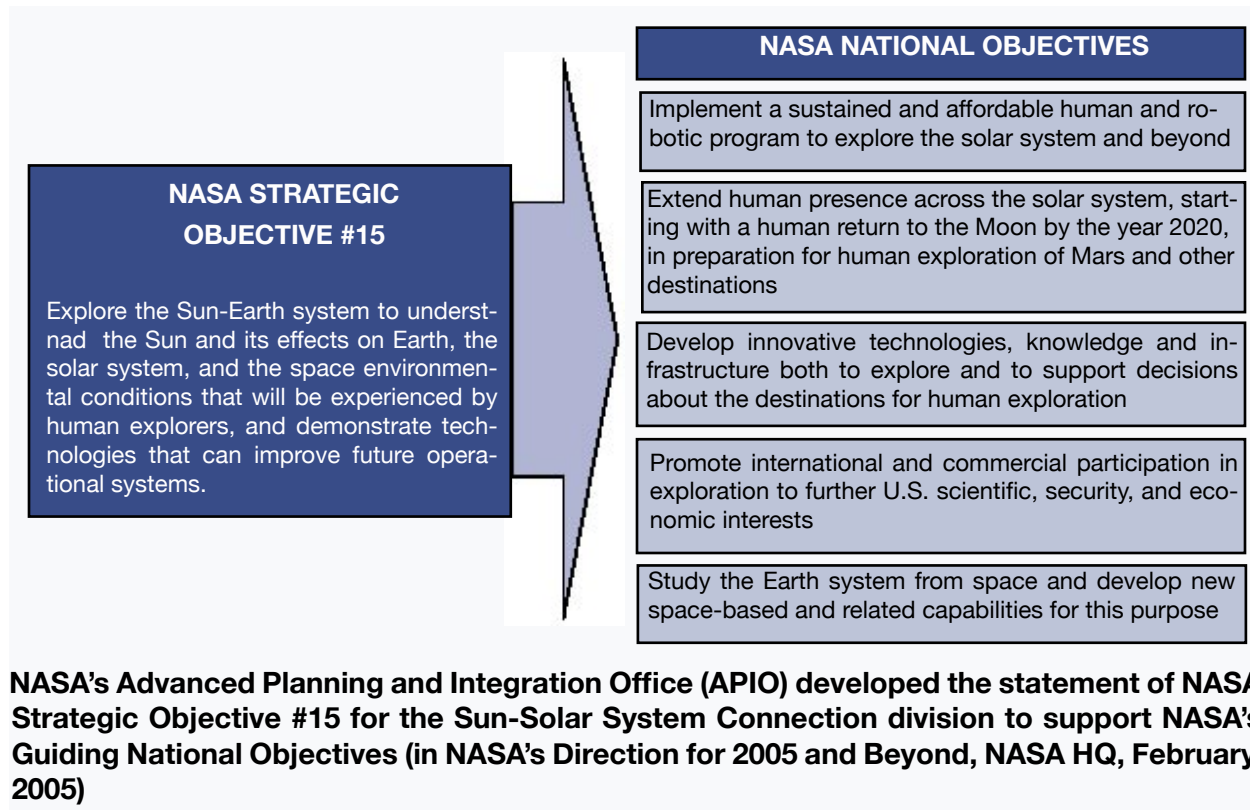 NASA STRATEGIC
OBJECTIVE #15
Explore the Sun-Earth system to underst-
nad the Sun and its effects on Earth, the
solar system, and the space environmen-
tal conditions that will be experienced by
human explorers, and demonstrate tech-
nologies that can improve future opera-
tional systems.
NASA NATIONAL OBJECTIVES
Implement a sustained and affordable human and ro-
botic program to explore the solar system and beyond
Extend human presence across the solar system, start-
ing with a human return to the Moon by the year 2020,
in preparation for human exploration of Mars and other
destinations
Develop innovative technologies, knowledge and in-
frastructure both to explore and to support decisions
about the destinations for human exploration
Promote international and commercial participation in
exploration to further U.S. scientific, security, and eco-
nomic interests
Study the Earth system from space and develop new
space-based and related capabilities for this purpose
NASA’s Advanced Planning and Integration Office (APIO) developed the statement of NASA
Strategic Objective #15 for the Sun-Solar System Connection division to support NASA’s
Guiding National Objectives (in NASA’s Direction for 2005 and Beyond, NASA HQ, February
2005)